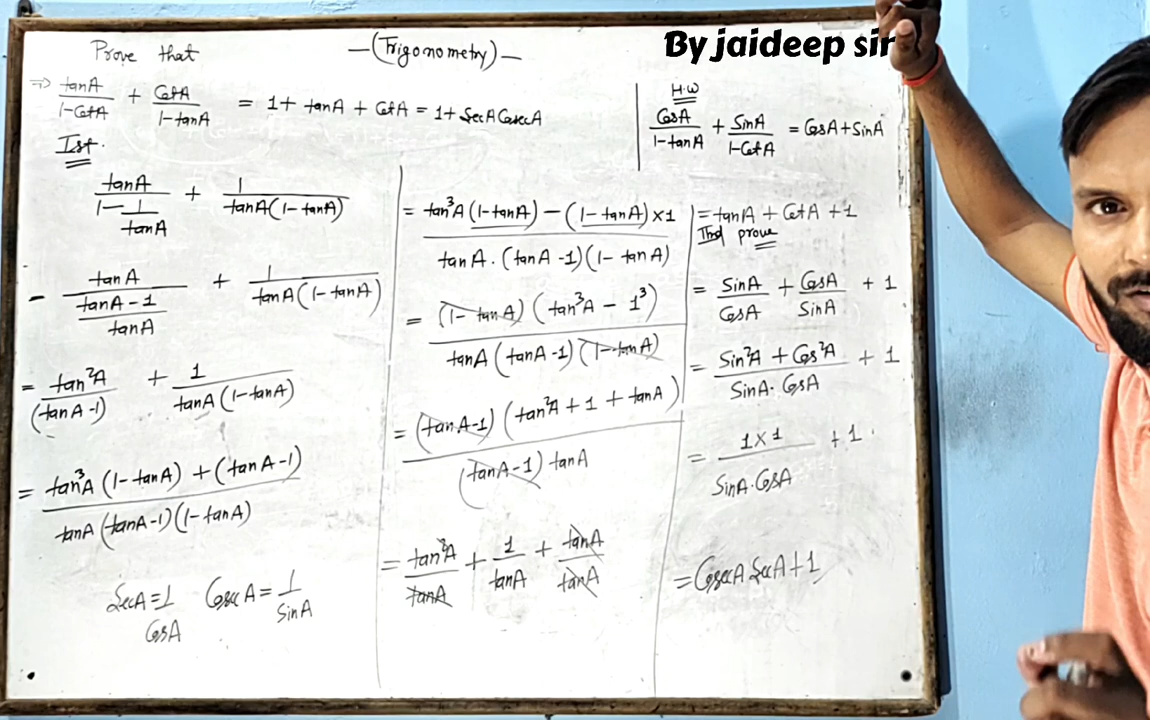 Prove that
—(Trigonometry)—
By jaideep sir
⇒ tanA/(1-CotA) + CotA/(1-tanA) = 1+ tanA + CotA = 1+ SecACosecA
Ist.
tanA/(1-1/tanA) + 1/(tanA(1-tanA))
- tanA/((tanA-1)/tanA) + 1/(tanA(1-tanA))
= tan²A/(tanA-1) + 1/(tanA(1-tanA))
= (tan³A(1-tanA)+(tanA-1))/(tanA(tanA-1)(1-tanA))
SecA=1/CosA CosecA=1/SinA
= (tan³A(1-tanA)-(1-tanA)×1)/(tanA.(tanA-1)(1-tanA))
= ((1-tanA)(tan³A-1³))/(tanA(tanA-1)(1-tanA))
= ((tanA-1)(tan²A+1+tanA))/((tanA-1)tanA)
= tan²A/tanA + 1/tanA + tanA/tanA
H.W
CosA/(1-tanA) + SinA/(1-CotA) = CosA+SinA
= tanA + CotA +1
prove
= SinA/CosA + CosA/SinA + 1
= (Sin²A + Cos²A)/(SinA.CosA) + 1
= (1×1)/(SinA.CosA) + 1
= CosecA SecA+1